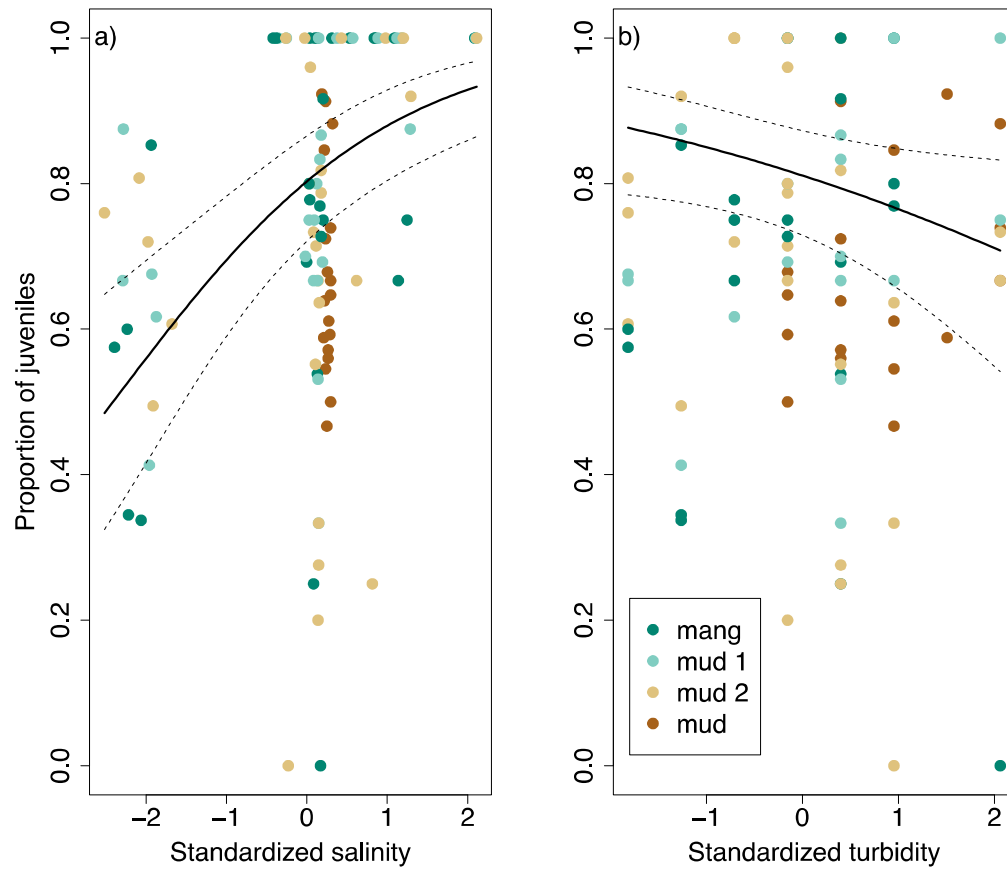 a)
b)
Proportion of juveniles
1.0
0.8
0.6
0.4
0.2
0.0
−2
−1
0
1
2
Standardized salinity
1.0
0.8
0.6
0.4
0.2
0.0
mang
mud 1
mud 2
mud
−1
0
1
2
Standardized turbidity